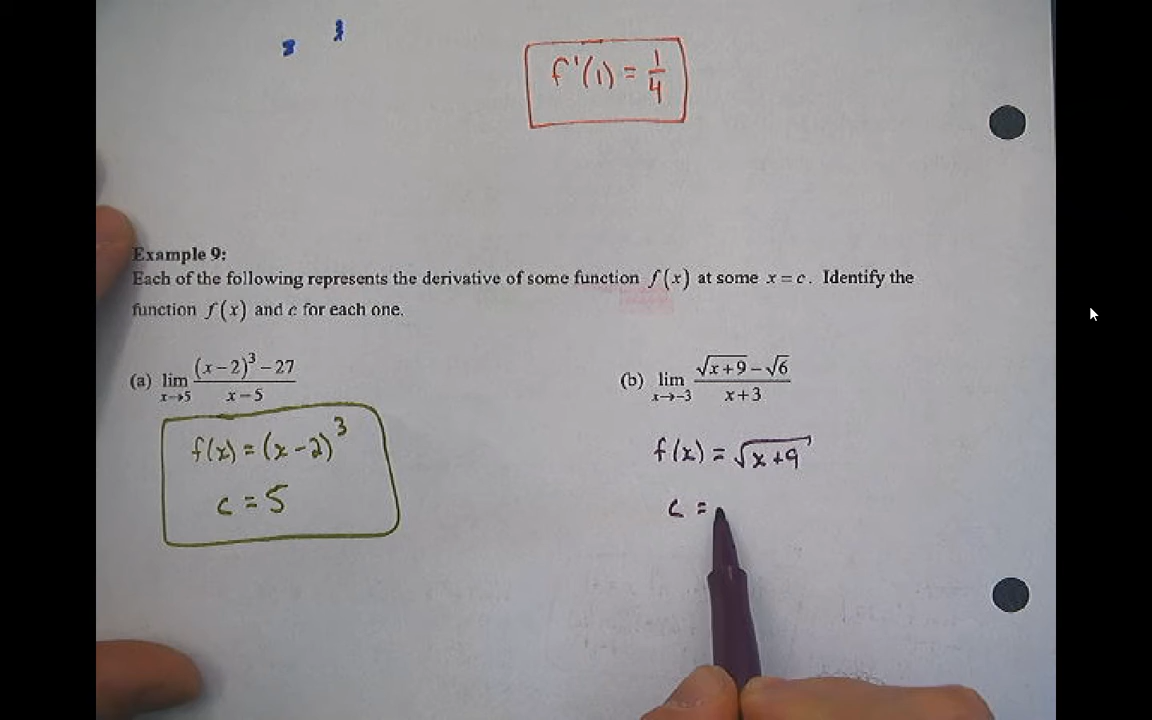 f'(1) = 1/4
Example 9:
Each of the following represents the derivative of some function f(x) at some x = c. Identify the
function f(x) and c for each one.
(a) lim x→5 ((x−2)³ − 27)/(x − 5)
(b) lim x→−3 (√(x+9) − √6)/(x + 3)
f(x) = (x − 2)³
c = 5
f(x) = √(x + 9)
c =